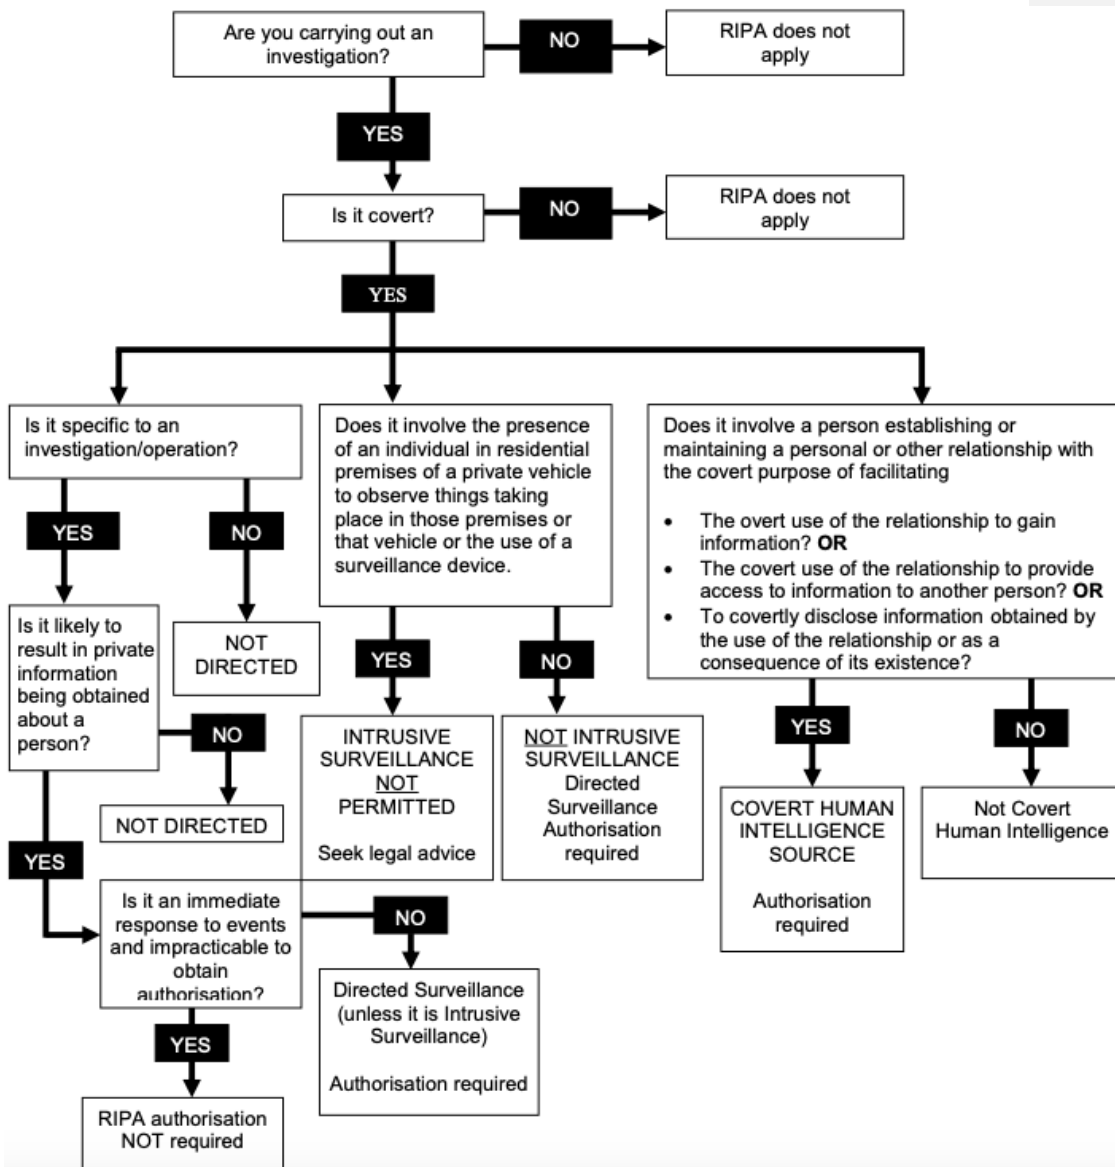 Are you carrying out an
investigation?
NO
RIPA does not
apply
YES
Is it covert?
NO
RIPA does not
apply
YES
Is it specific to an
investigation/operation?
YES
NO
Is it likely to
result in private
information
being obtained
about a
person?
NOT
DIRECTED
NO
NOT DIRECTED
YES
Is it an immediate
response to events
and impracticable to
obtain
authorisation?
NO
Directed Surveillance
(unless it is Intrusive
Surveillance)
Authorisation required
YES
RIPA authorisation
NOT required
Does it involve the presence
of an individual in residential
premises of a private vehicle
to observe things taking
place in those premises or
that vehicle or the use of a
surveillance device.
YES
NO
INTRUSIVE
SURVEILLANCE
NOT
PERMITTED
Seek legal advice
NOT INTRUSIVE
SURVEILLANCE
Directed
Surveillance
Authorisation
required
Does it involve a person establishing or
maintaining a personal or other relationship with
the covert purpose of facilitating
• The overt use of the relationship to gain
information? OR
• The covert use of the relationship to provide
access to information to another person? OR
• To covertly disclose information obtained by
the use of the relationship or as a
consequence of its existence?
YES
NO
COVERT HUMAN
INTELLIGENCE
SOURCE
Authorisation
required
Not Covert
Human Intelligence